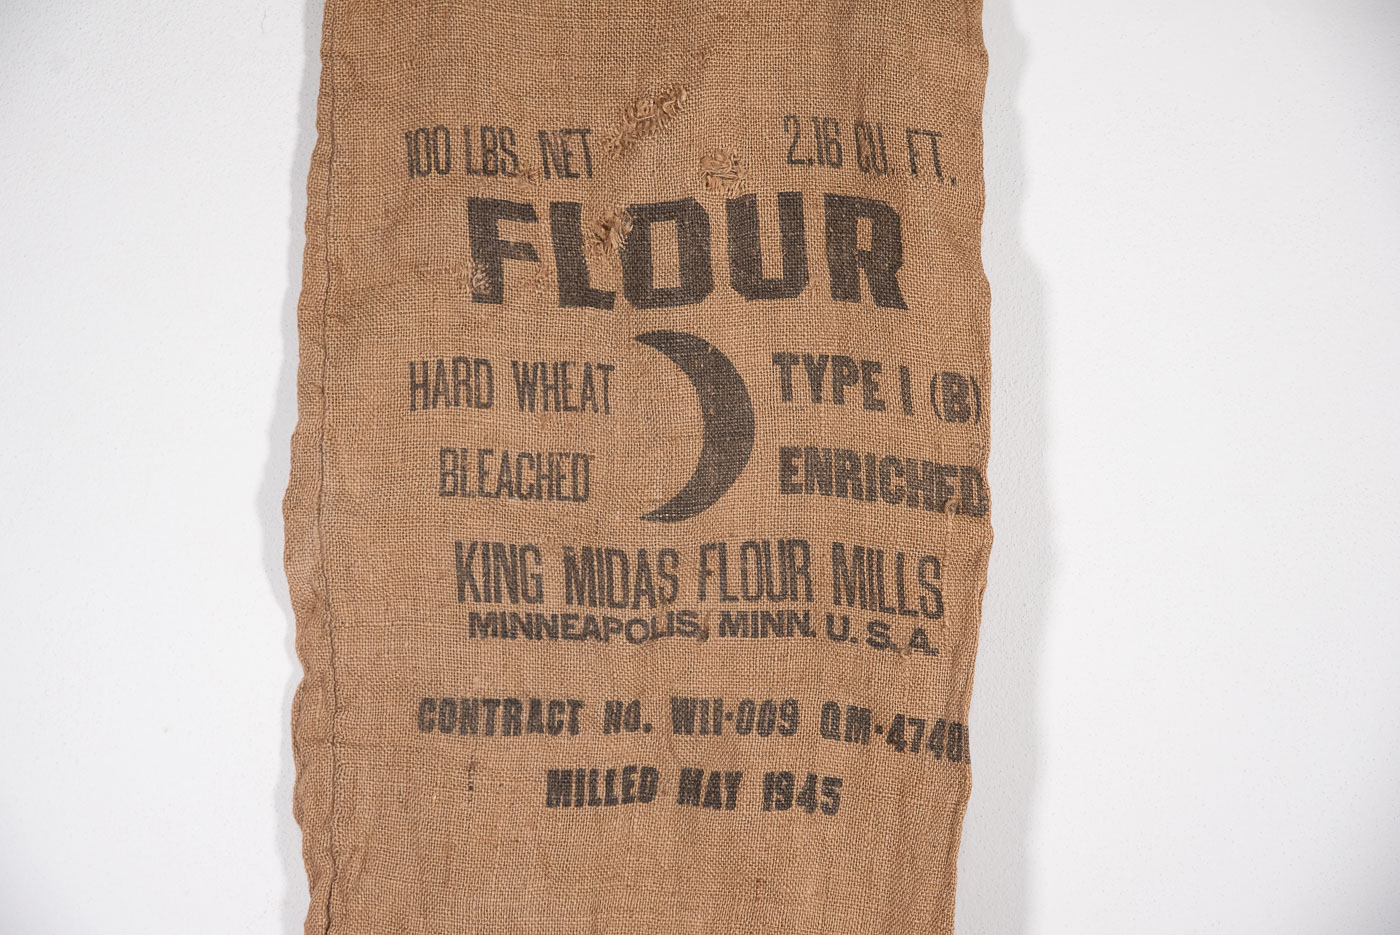 100 LBS. NET 2.16 CU. FT.
FLOUR
HARD WHEAT TYPE I (B)
BLEACHED ENRICHED
KING MIDAS FLOUR MILLS
MINNEAPOLIS, MINN. U. S. A.
CONTRACT No. W11-009 QM-
MILLED MAY 1945